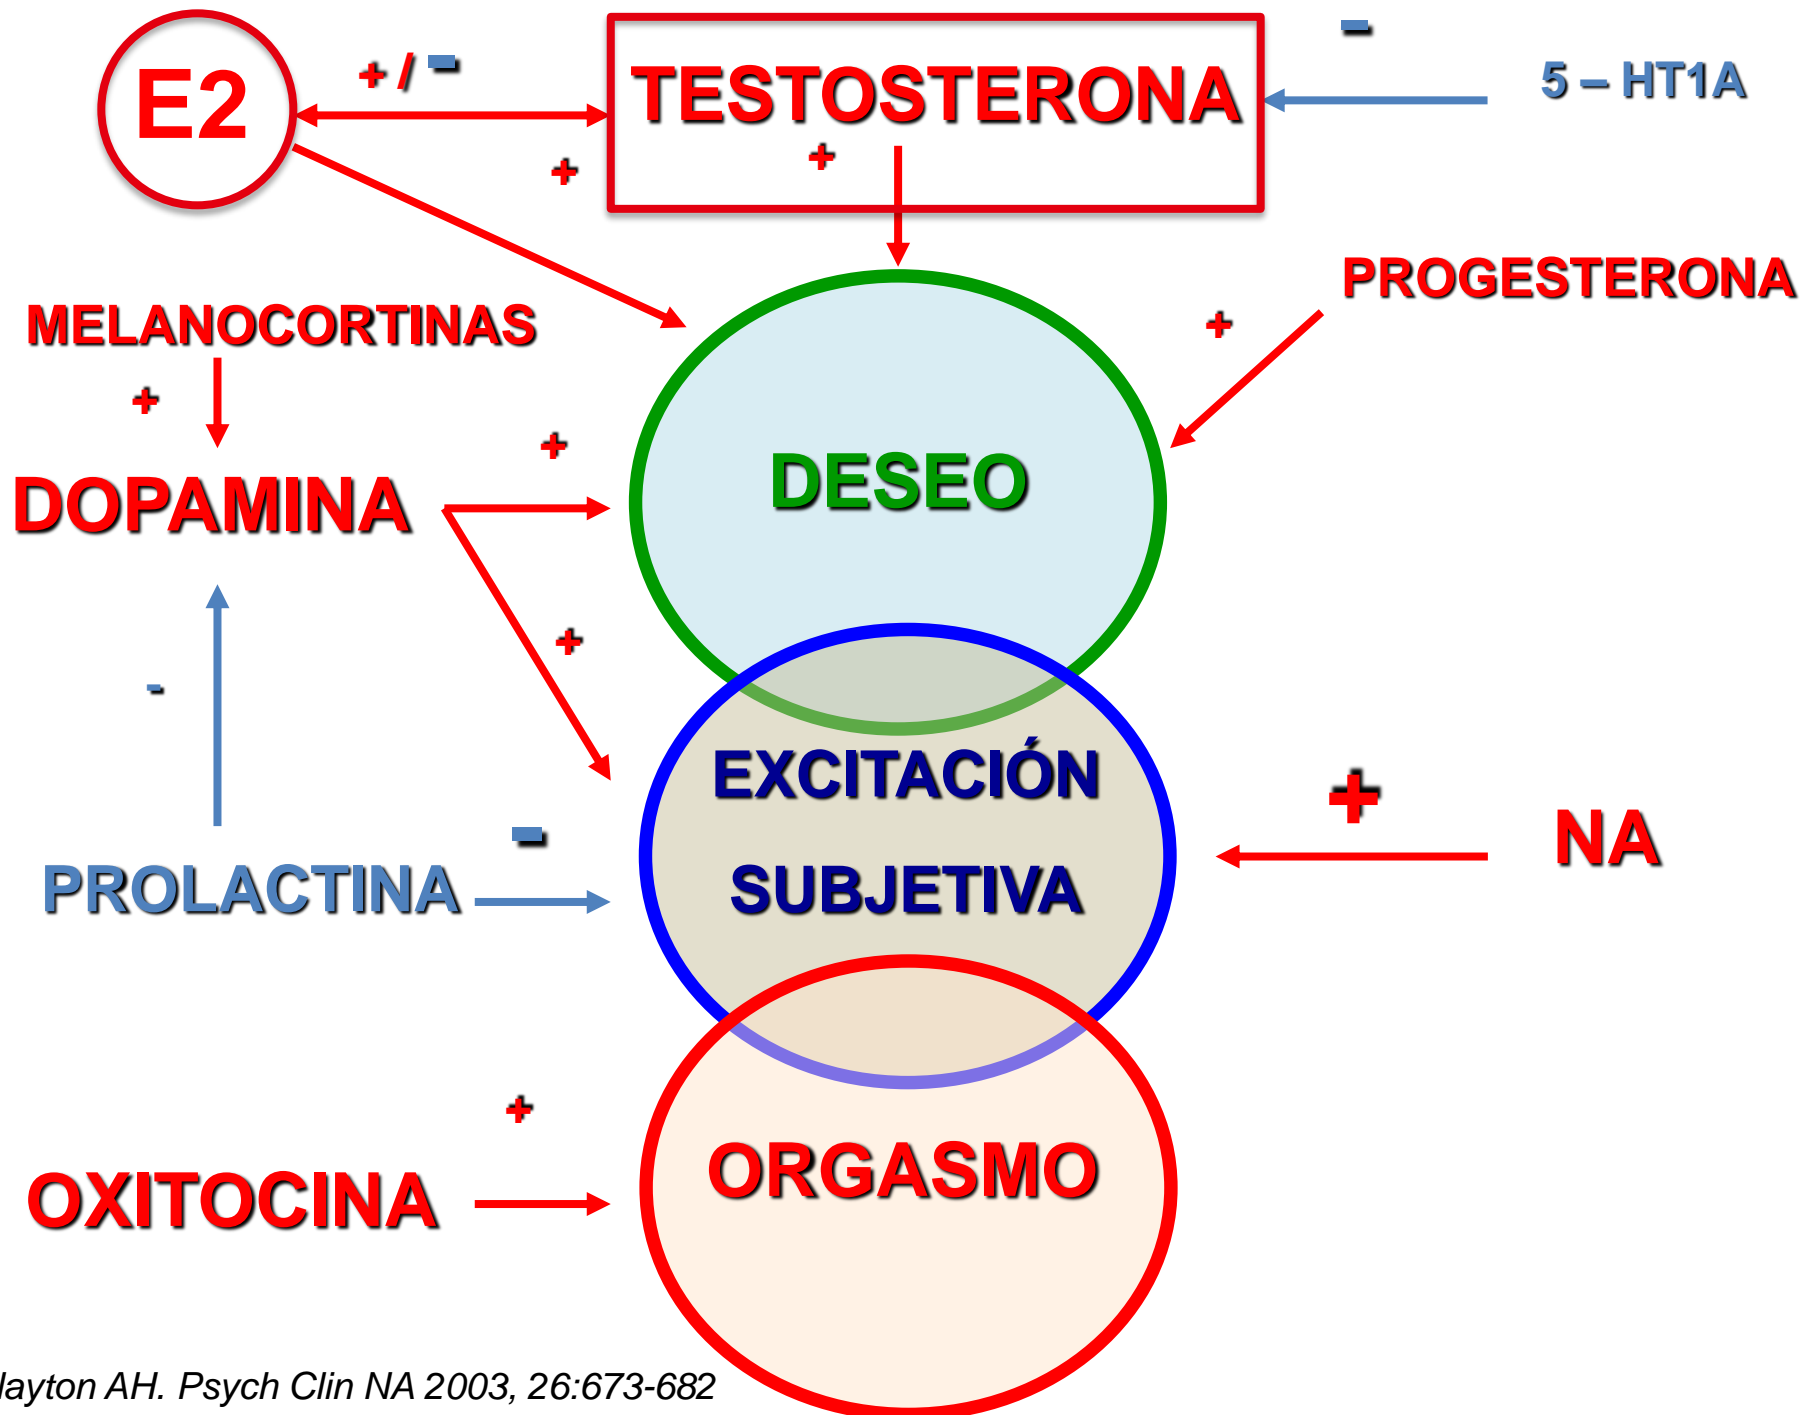 E2
+ / -
TESTOSTERONA
-
5 – HT1A
+
+
PROGESTERONA
+
MELANOCORTINAS
+
DOPAMINA
+
DESEO
+
-
EXCITACIÓN
SUBJETIVA
+
NA
PROLACTINA
-
+
OXITOCINA
ORGASMO
layton AH. Psych Clin NA 2003, 26:673-682